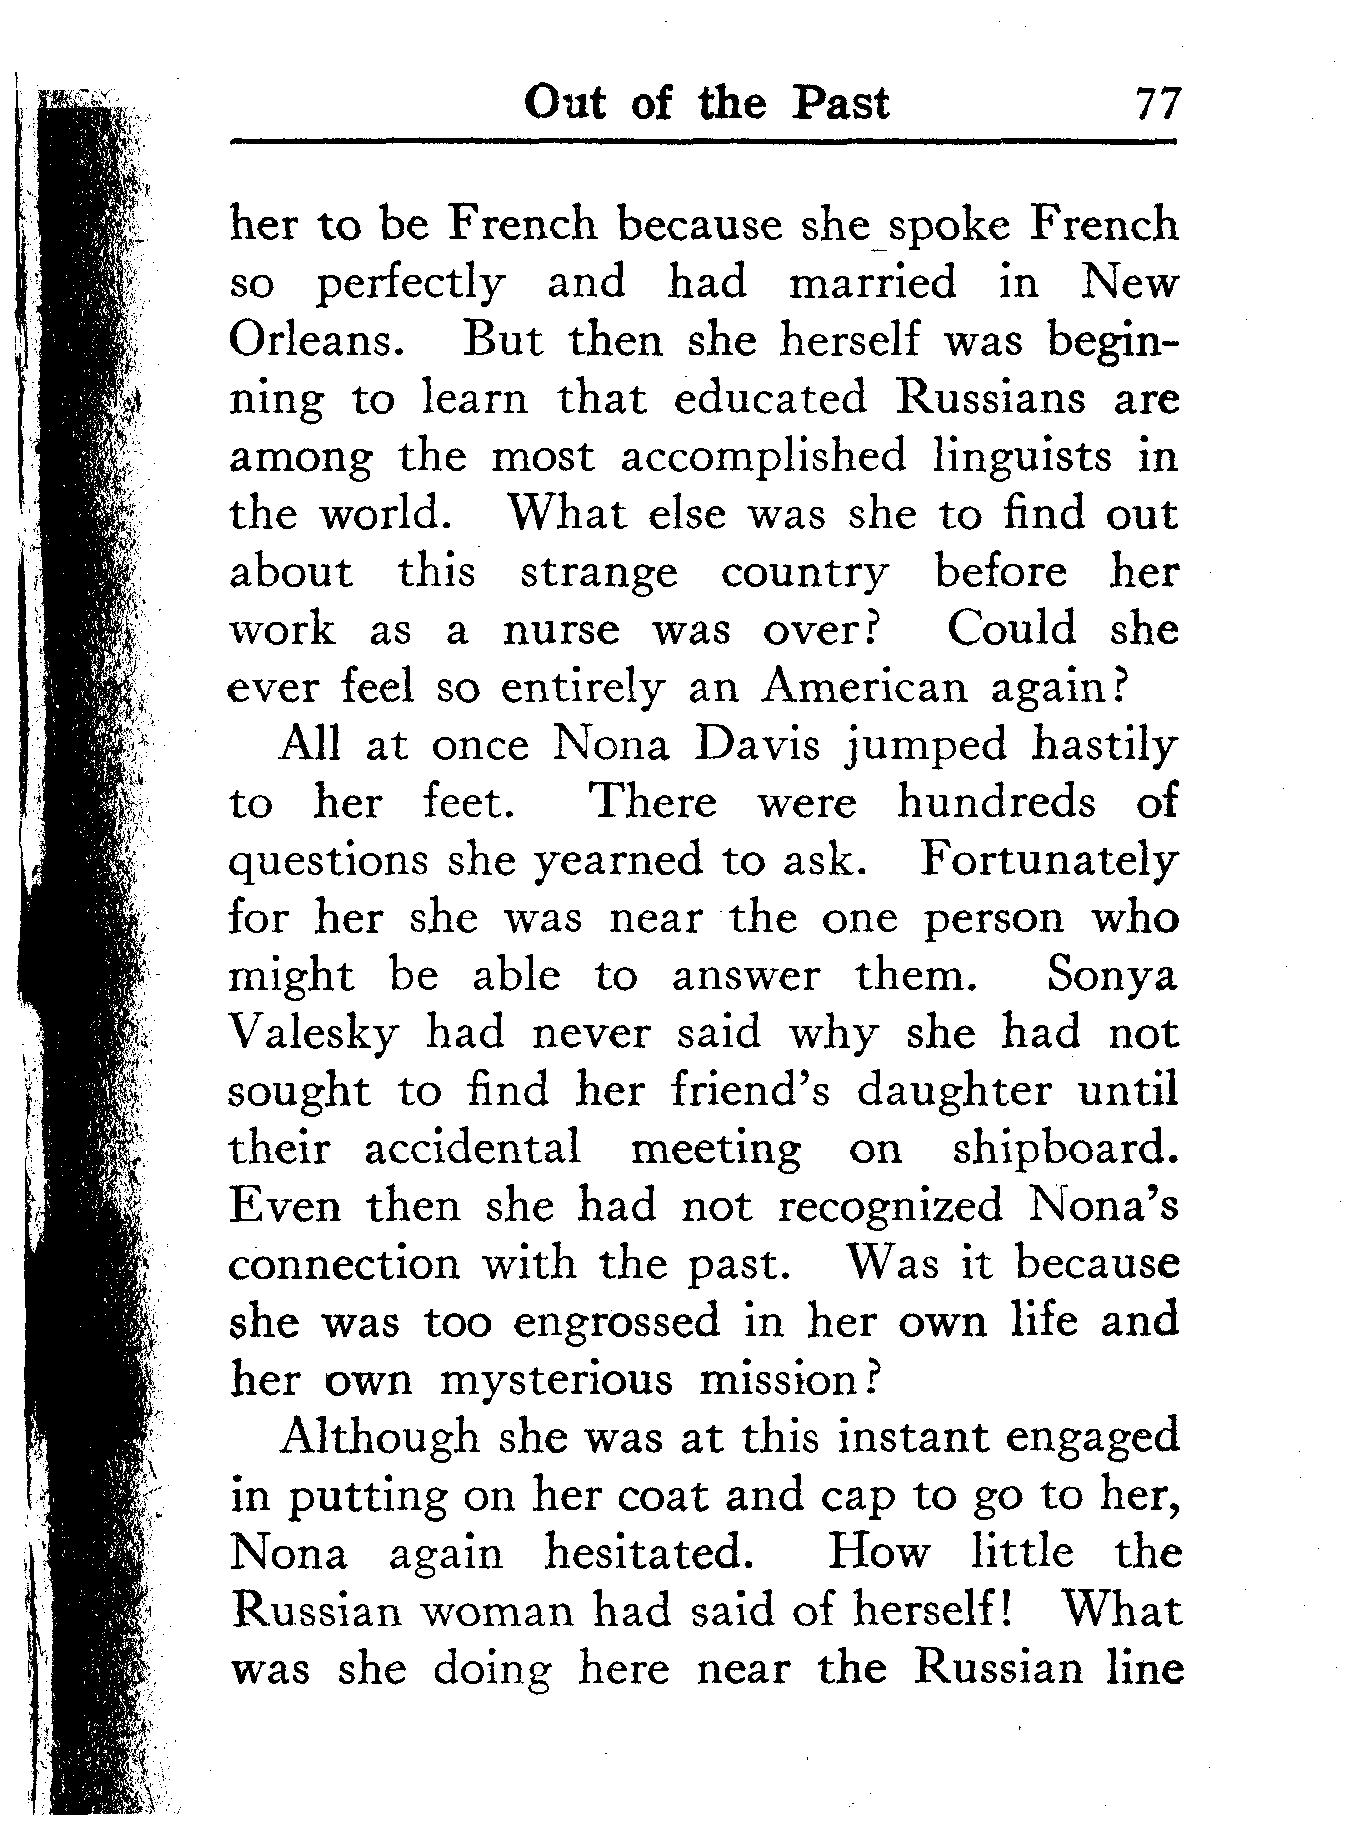 Out of the Past 77
her to be French because she spoke French
so perfectly and had married in New
Orleans. But then she herself was begin-
ning to learn that educated Russians are
among the most accomplished linguists in
the world. What else was she to find out
about this strange country before her
work as a nurse was over? Could she
ever feel so entirely an American again?
All at once Nona Davis jumped hastily
to her feet. There were hundreds of
questions she yearned to ask. Fortunately
for her she was near the one person who
might be able to answer them. Sonya
Valesky had never said why she had not
sought to find her friend's daughter until
their accidental meeting on shipboard.
Even then she had not recognized Nona's
connection with the past. Was it because
she was too engrossed in her own life and
her own mysterious mission?
Although she was at this instant engaged
in putting on her coat and cap to go to her,
Nona again hesitated. How little the
Russian woman had said of herself! What
was she doing here near the Russian line